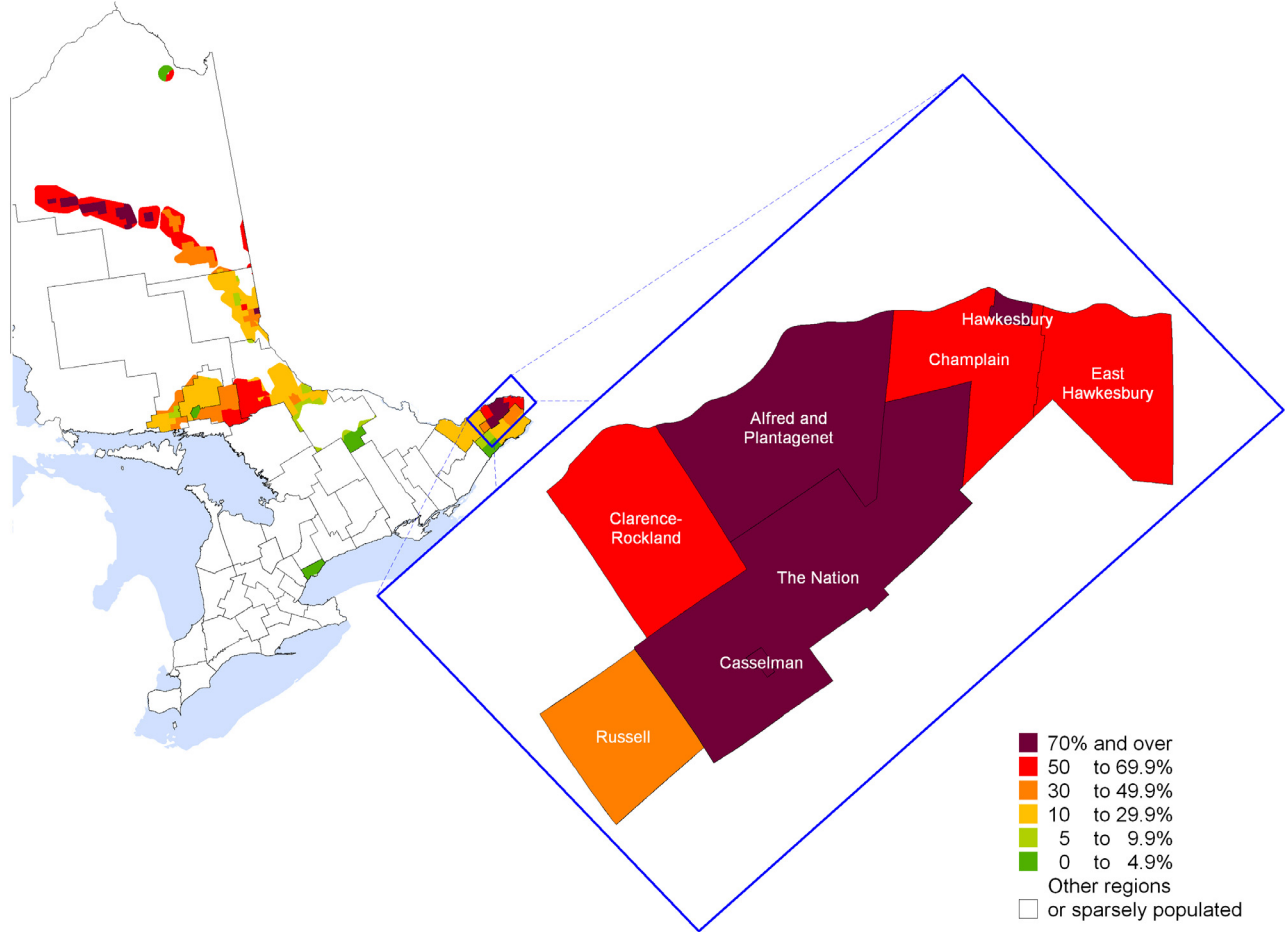 Hawkesbury
Champlain
East
Hawkesbury
Alfred and
Plantagenet
Clarence-
Rockland
The Nation
Casselman
Russell
70% and over
50 to 69.9%
30 to 49.9%
10 to 29.9%
5 to 9.9%
0 to 4.9%
Other regions
or sparsely populated